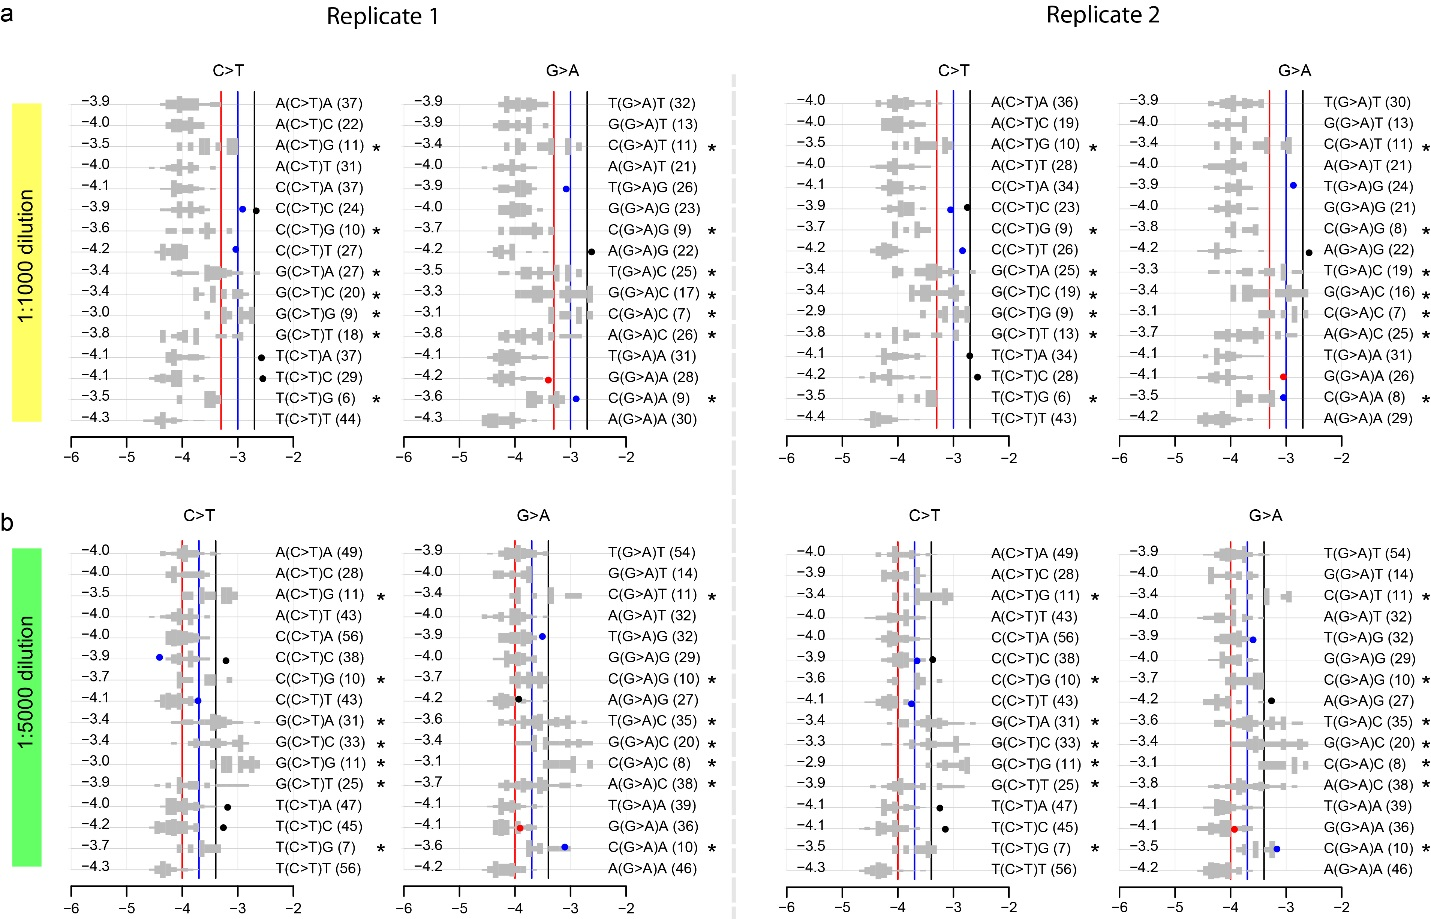 a
Replicate 1
Replicate 2
1:1000 dilution
C>T
−3.9 A(C>T)A (37)
−4.0 A(C>T)C (22)
−3.5 A(C>T)G (11) *
−4.0 A(C>T)T (31)
−4.1 C(C>T)A (37)
−3.9 C(C>T)C (24)
−3.6 C(C>T)G (10) *
−4.2 C(C>T)T (27)
−3.4 G(C>T)A (27) *
−3.4 G(C>T)C (20) *
−3.0 G(C>T)G (9) *
−3.8 G(C>T)T (18) *
−4.1 T(C>T)A (37)
−4.1 T(C>T)C (29)
−3.5 T(C>T)G (6) *
−4.3 T(C>T)T (44)
−6 −5 −4 −3 −2
G>A
−3.9 T(G>A)T (32)
−3.9 G(G>A)T (13)
−3.4 C(G>A)T (11) *
−4.0 A(G>A)T (21)
−3.9 T(G>A)G (26)
−4.0 G(G>A)G (23)
−3.7 C(G>A)G (9) *
−4.2 A(G>A)G (22)
−3.5 T(G>A)C (25) *
−3.3 G(G>A)C (17) *
−3.1 C(G>A)C (7) *
−3.8 A(G>A)C (26) *
−4.1 T(G>A)A (31)
−4.2 G(G>A)A (28)
−3.6 C(G>A)A (9) *
−4.3 A(G>A)A (30)
−6 −5 −4 −3 −2
C>T
−4.0 A(C>T)A (36)
−4.0 A(C>T)C (19)
−3.5 A(C>T)G (10) *
−4.0 A(C>T)T (28)
−4.1 C(C>T)A (34)
−3.9 C(C>T)C (23)
−3.7 C(C>T)G (9) *
−4.2 C(C>T)T (26)
−3.4 G(C>T)A (25) *
−3.4 G(C>T)C (19) *
−2.9 G(C>T)G (9) *
−3.8 G(C>T)T (13) *
−4.1 T(C>T)A (34)
−4.2 T(C>T)C (28)
−3.5 T(C>T)G (6) *
−4.4 T(C>T)T (43)
−6 −5 −4 −3 −2
G>A
−3.9 T(G>A)T (30)
−4.0 G(G>A)T (13)
−3.4 C(G>A)T (11) *
−4.0 A(G>A)T (21)
−3.9 T(G>A)G (24)
−4.0 G(G>A)G (21)
−3.8 C(G>A)G (8) *
−4.2 A(G>A)G (22)
−3.3 T(G>A)C (19) *
−3.4 G(G>A)C (16) *
−3.1 C(G>A)C (7) *
−3.7 A(G>A)C (25) *
−4.1 T(G>A)A (31)
−4.1 G(G>A)A (26)
−3.5 C(G>A)A (8) *
−4.2 A(G>A)A (29)
−6 −5 −4 −3 −2
b
1:5000 dilution
C>T
−4.0 A(C>T)A (49)
−4.0 A(C>T)C (28)
−3.5 A(C>T)G (11) *
−4.0 A(C>T)T (43)
−4.0 C(C>T)A (56)
−3.9 C(C>T)C (38)
−3.7 C(C>T)G (10) *
−4.1 C(C>T)T (43)
−3.4 G(C>T)A (31) *
−3.4 G(C>T)C (33) *
−3.0 G(C>T)G (11) *
−3.9 G(C>T)T (25) *
−4.0 T(C>T)A (47)
−4.2 T(C>T)C (45)
−3.7 T(C>T)G (7) *
−4.3 T(C>T)T (56)
−6 −5 −4 −3 −2
G>A
−3.9 T(G>A)T (54)
−4.0 G(G>A)T (14)
−3.4 C(G>A)T (11) *
−4.0 A(G>A)T (32)
−3.9 T(G>A)G (32)
−4.0 G(G>A)G (29)
−3.7 C(G>A)G (10) *
−4.2 A(G>A)G (27)
−3.6 T(G>A)C (35) *
−3.4 G(G>A)C (20) *
−3.1 C(G>A)C (8) *
−3.7 A(G>A)C (38) *
−4.1 T(G>A)A (39)
−4.1 G(G>A)A (36)
−3.6 C(G>A)A (10) *
−4.2 A(G>A)A (46)
−6 −5 −4 −3 −2
C>T
−4.0 A(C>T)A (49)
−3.9 A(C>T)C (28)
−3.4 A(C>T)G (11) *
−4.0 A(C>T)T (43)
−4.0 C(C>T)A (56)
−3.9 C(C>T)C (38)
−3.6 C(C>T)G (10) *
−4.1 C(C>T)T (43)
−3.4 G(C>T)A (31) *
−3.3 G(C>T)C (33) *
−2.9 G(C>T)G (11) *
−3.9 G(C>T)T (25) *
−4.1 T(C>T)A (47)
−4.1 T(C>T)C (45)
−3.5 T(C>T)G (7) *
−4.3 T(C>T)T (56)
−6 −5 −4 −3 −2
G>A
−3.9 T(G>A)T (54)
−4.0 G(G>A)T (14)
−3.4 C(G>A)T (11) *
−4.0 A(G>A)T (32)
−3.9 T(G>A)G (32)
−4.0 G(G>A)G (29)
−3.7 C(G>A)G (10) *
−4.2 A(G>A)G (27)
−3.6 T(G>A)C (35) *
−3.4 G(G>A)C (20) *
−3.1 C(G>A)C (8) *
−3.8 A(G>A)C (38) *
−4.1 T(G>A)A (39)
−4.1 G(G>A)A (36)
−3.5 C(G>A)A (10) *
−4.2 A(G>A)A (46)
−6 −5 −4 −3 −2